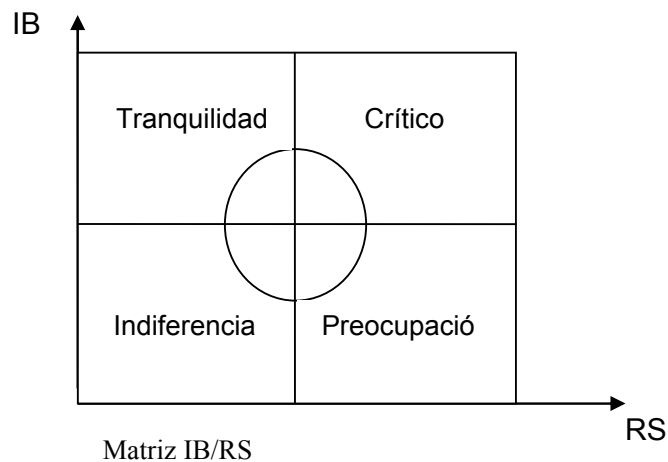 IB
Tranquilidad Crítico
Indiferencia Preocupació
RS
Matriz IB/RS